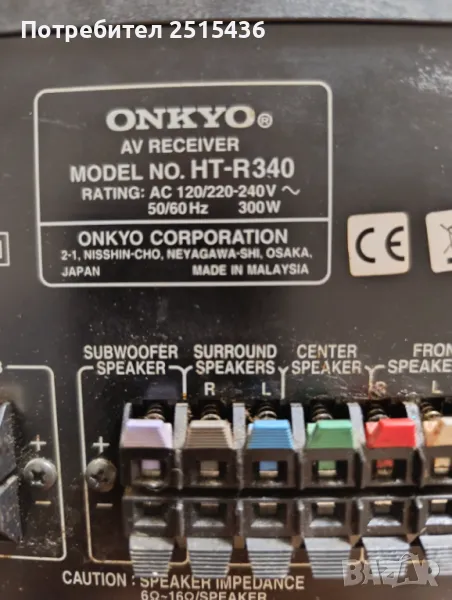 Потребител 2515436
ONKYO®
AV RECEIVER
MODEL NO. HT-R340
RATING: AC 120/220-240V ~
50/60Hz 300W
ONKYO CORPORATION
2-1, NISSHIN-CHO, NEYAGAWA-SHI, OSAKA,
JAPAN MADE IN MALAYSIA
CE
SUBWOOFER SPEAKER
SURROUND SPEAKERS
CENTER SPEAKER
R L R L
+ +
- -
CAUTION : SPEAKER IMPEDANCE
6Ω~16Ω/SPEAKER
BAZAR